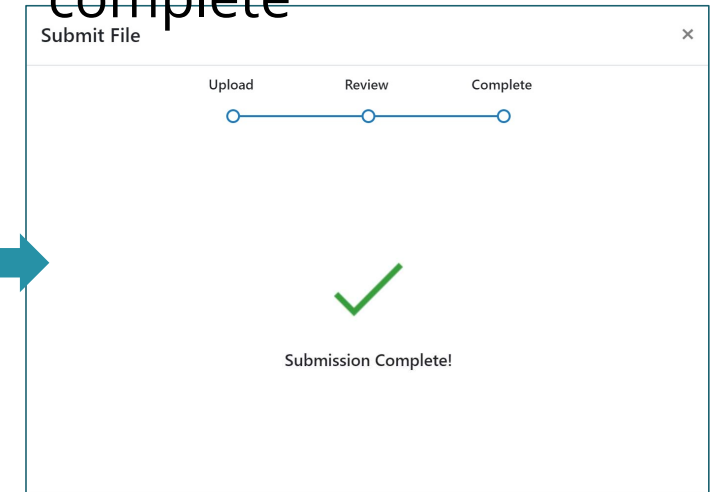 complete
Submit File ×
Upload Review Complete
Submission Complete!